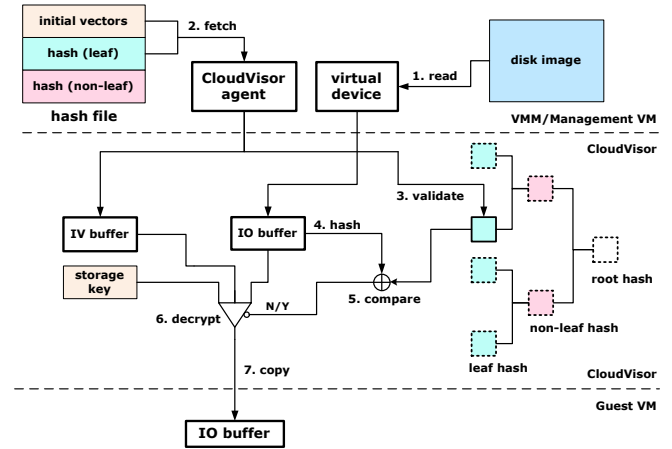 initial vectors
hash (leaf)
hash (non-leaf)
hash file
2. fetch
CloudVisor
agent
virtual
device
1. read
disk image
VMM/Management VM
CloudVisor
3. validate
IV buffer
IO buffer
4. hash
storage
key
N/Y
5. compare
6. decrypt
root hash
non-leaf hash
leaf hash
7. copy
CloudVisor
Guest VM
IO buffer